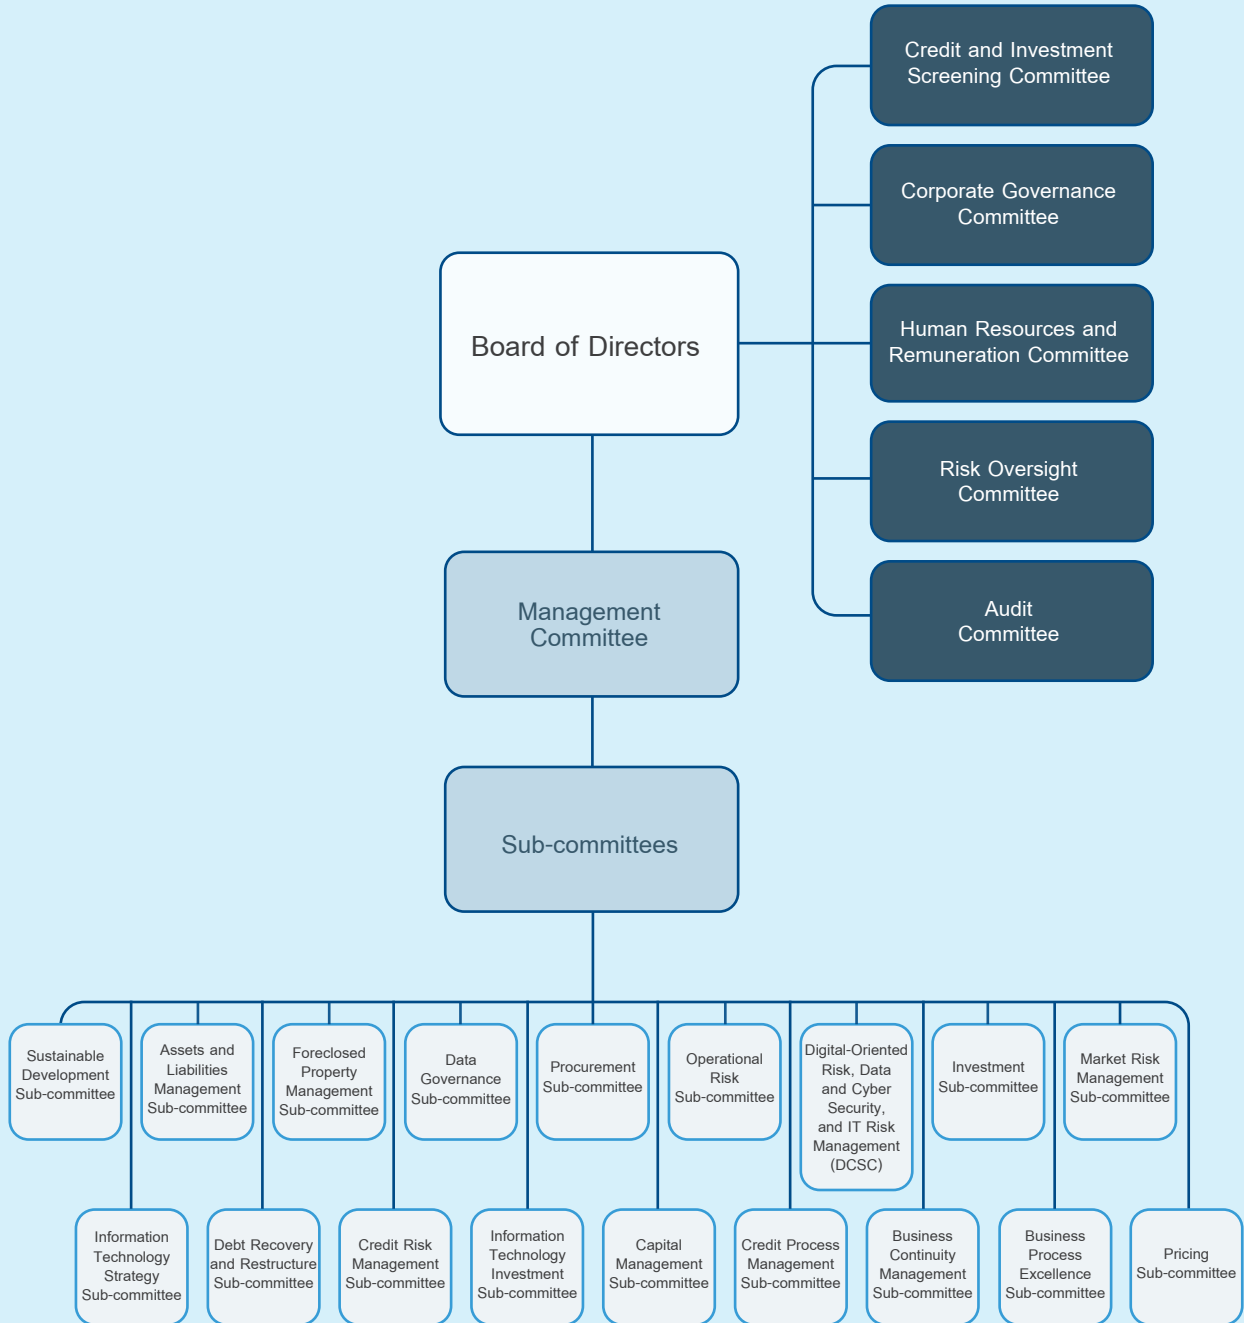 Credit and Investment
Screening Committee
Corporate Governance
Committee
Human Resources and
Remuneration Committee
Board of Directors
Risk Oversight
Committee
Audit
Committee
Management
Committee
Sub-committees
Sustainable
Development
Sub-committee
Assets and
Liabilities
Management
Sub-committee
Foreclosed
Property
Management
Sub-committee
Data
Governance
Sub-committee
Procurement
Sub-committee
Operational
Risk
Sub-committee
Digital-Oriented
Risk, Data
and Cyber
Security,
and IT Risk
Management
(DCSC)
Investment
Sub-committee
Market Risk
Management
Sub-committee
Information
Technology
Strategy
Sub-committee
Debt Recovery
and Restructure
Sub-committee
Credit Risk
Management
Sub-committee
Information
Technology
Investment
Sub-committee
Capital
Management
Sub-committee
Credit Process
Management
Sub-committee
Business
Continuity
Management
Sub-committee
Business
Process
Excellence
Sub-committee
Pricing
Sub-committee